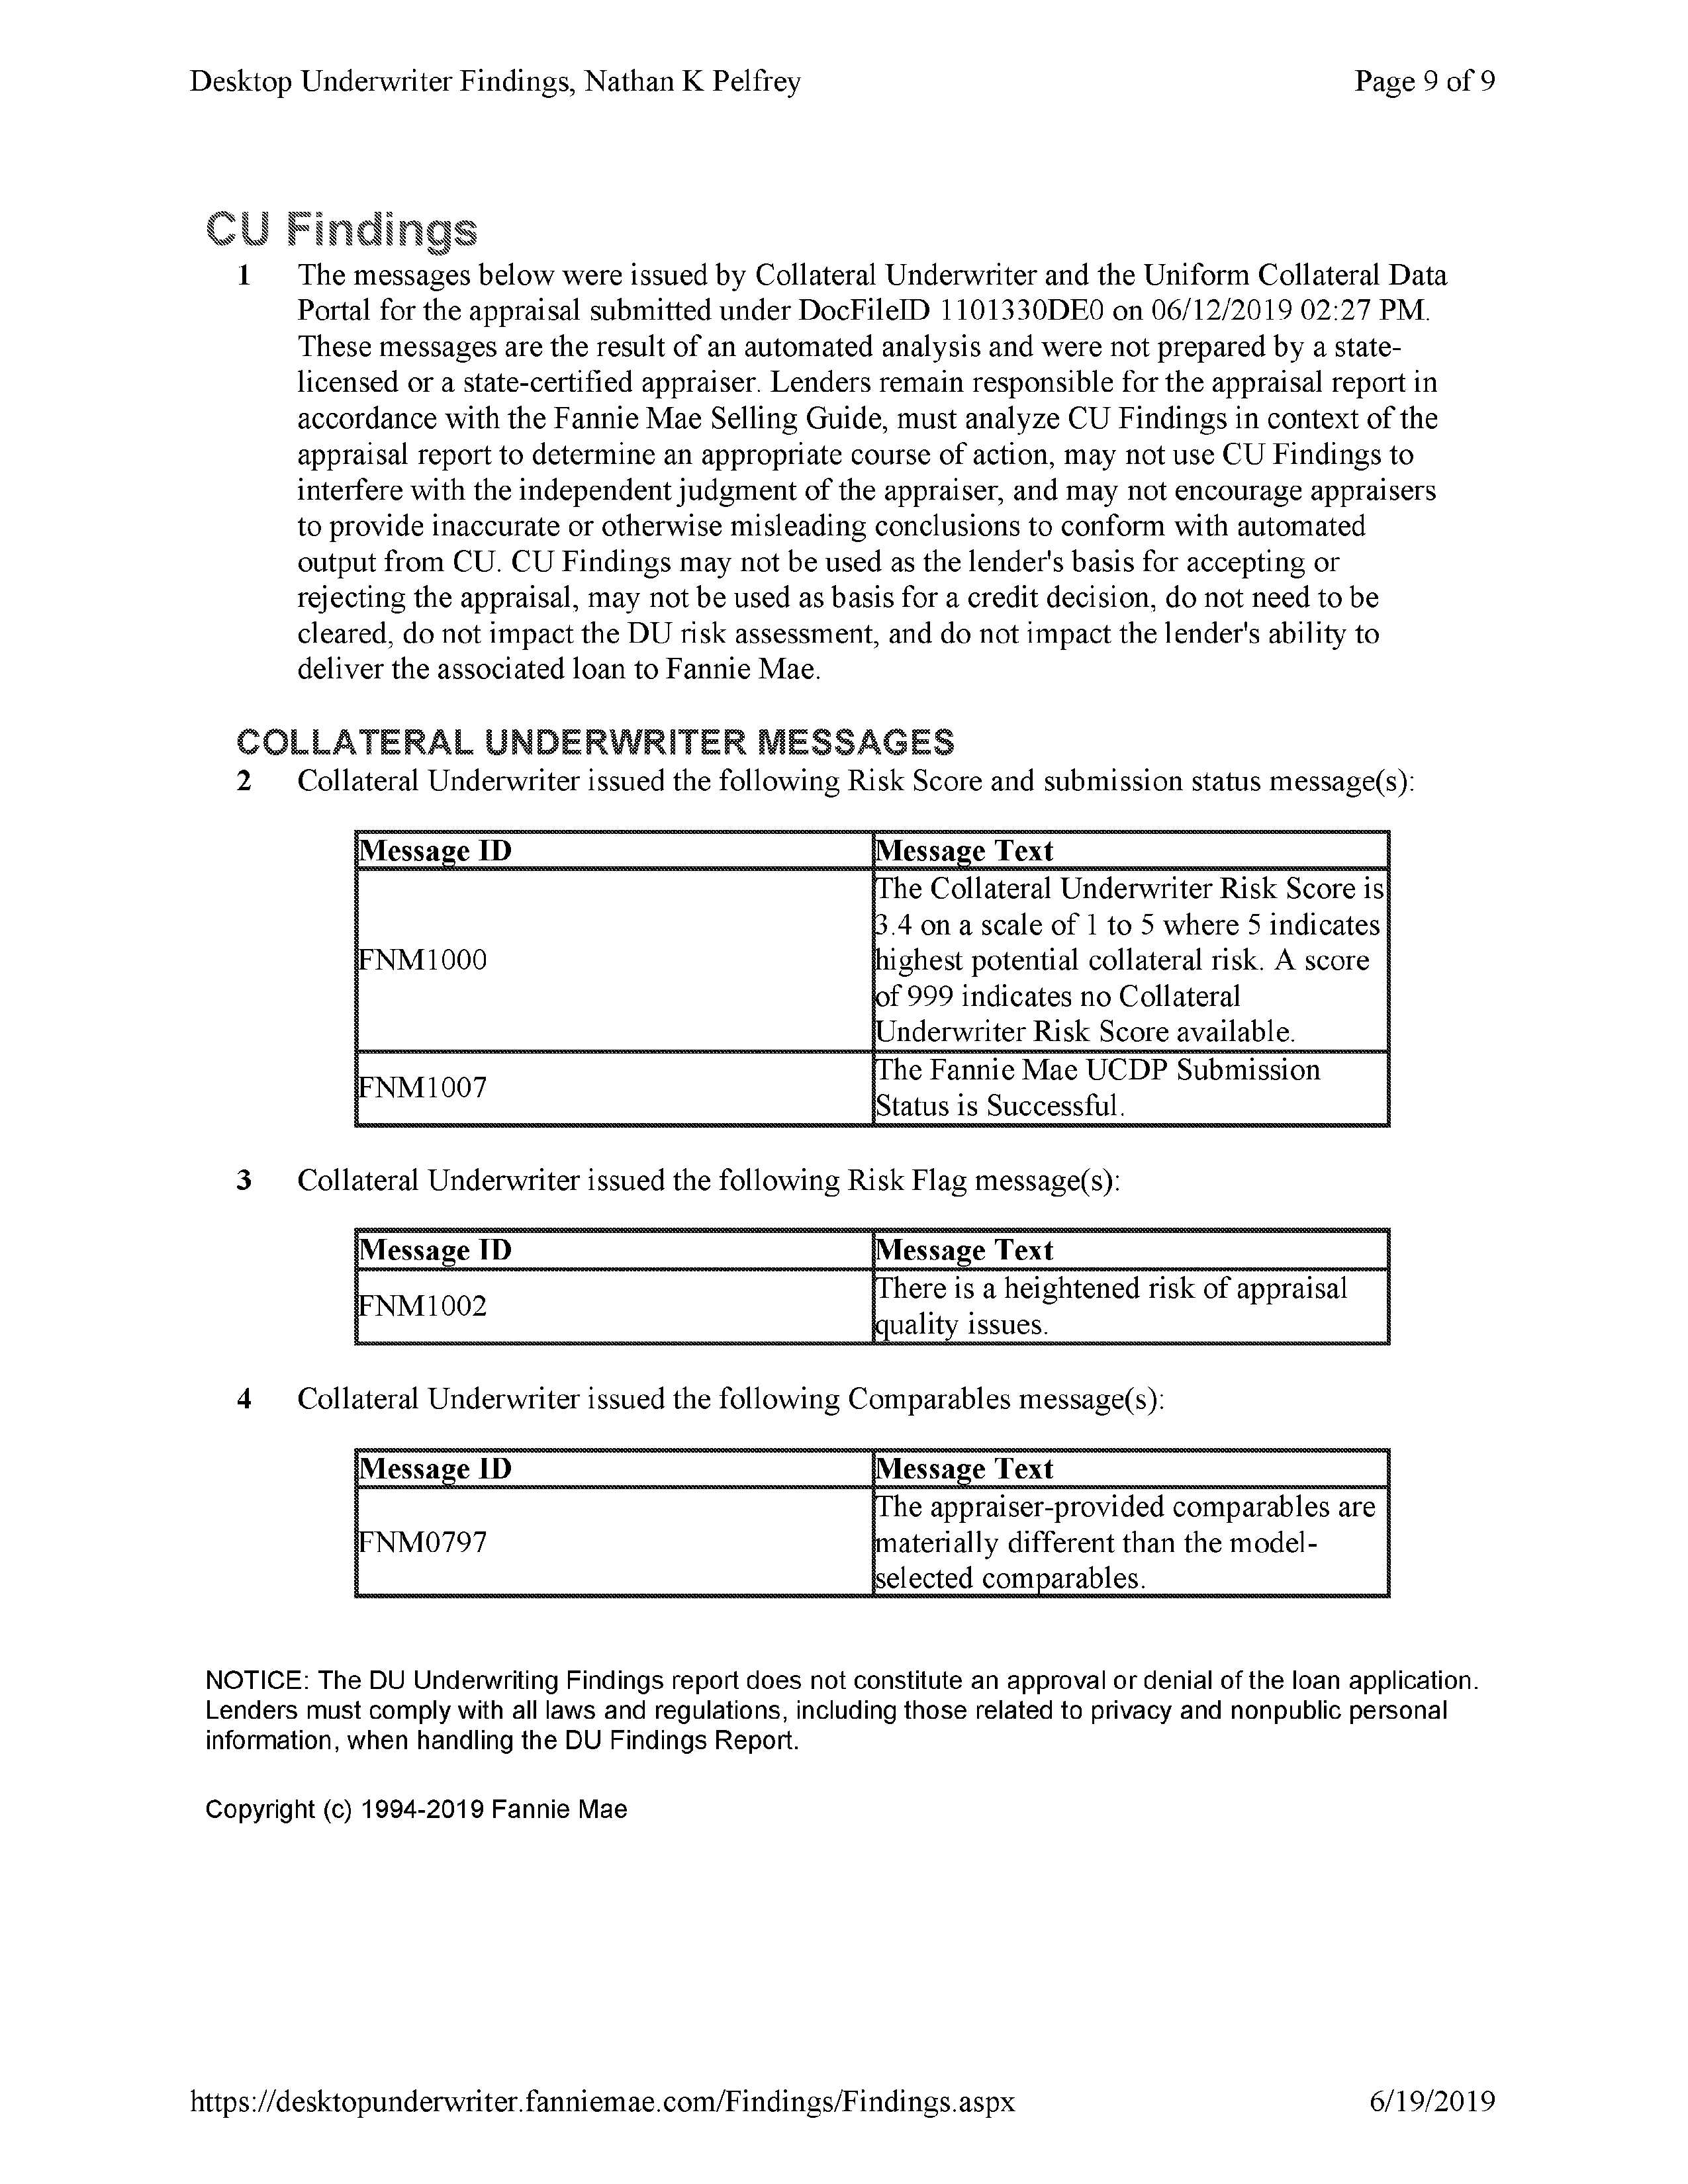 Desktop Underwriter Findings, Nathan K Pelfrey Page 9 of 9
CU Findings
1 The messages below were issued by Collateral Underwriter and the Uniform Collateral Data
Portal for the appraisal submitted under DocFileID 1101330DE0 on 06/12/2019 02:27 PM.
These messages are the result of an automated analysis and were not prepared by a state-
licensed or a state-certified appraiser. Lenders remain responsible for the appraisal report in
accordance with the Fannie Mae Selling Guide, must analyze CU Findings in context of the
appraisal report to determine an appropriate course of action, may not use CU Findings to
interfere with the independent judgment of the appraiser, and may not encourage appraisers
to provide inaccurate or otherwise misleading conclusions to conform with automated
output from CU. CU Findings may not be used as the lender's basis for accepting or
rejecting the appraisal, may not be used as basis for a credit decision, do not need to be
cleared, do not impact the DU risk assessment, and do not impact the lender's ability to
deliver the associated loan to Fannie Mae.
COLLATERAL UNDERWRITER MESSAGES
2 Collateral Underwriter issued the following Risk Score and submission status message(s):
Message ID Message Text
FNM1000
The Collateral Underwriter Risk Score is
3.4 on a scale of 1 to 5 where 5 indicates
highest potential collateral risk. A score
of 999 indicates no Collateral
Underwriter Risk Score available.
FNM1007
The Fannie Mae UCDP Submission
Status is Successful.
3 Collateral Underwriter issued the following Risk Flag message(s):
Message ID Message Text
FNM1002
There is a heightened risk of appraisal
quality issues.
4 Collateral Underwriter issued the following Comparables message(s):
Message ID Message Text
FNM0797
The appraiser-provided comparables are
materially different than the model-
selected comparables.
NOTICE: The DU Underwriting Findings report does not constitute an approval or denial of the loan application.
Lenders must comply with all laws and regulations, including those related to privacy and nonpublic personal
information, when handling the DU Findings Report.
Copyright (c) 1994-2019 Fannie Mae
https://desktopunderwriter.fanniemae.com/Findings/Findings.aspx 6/19/2019